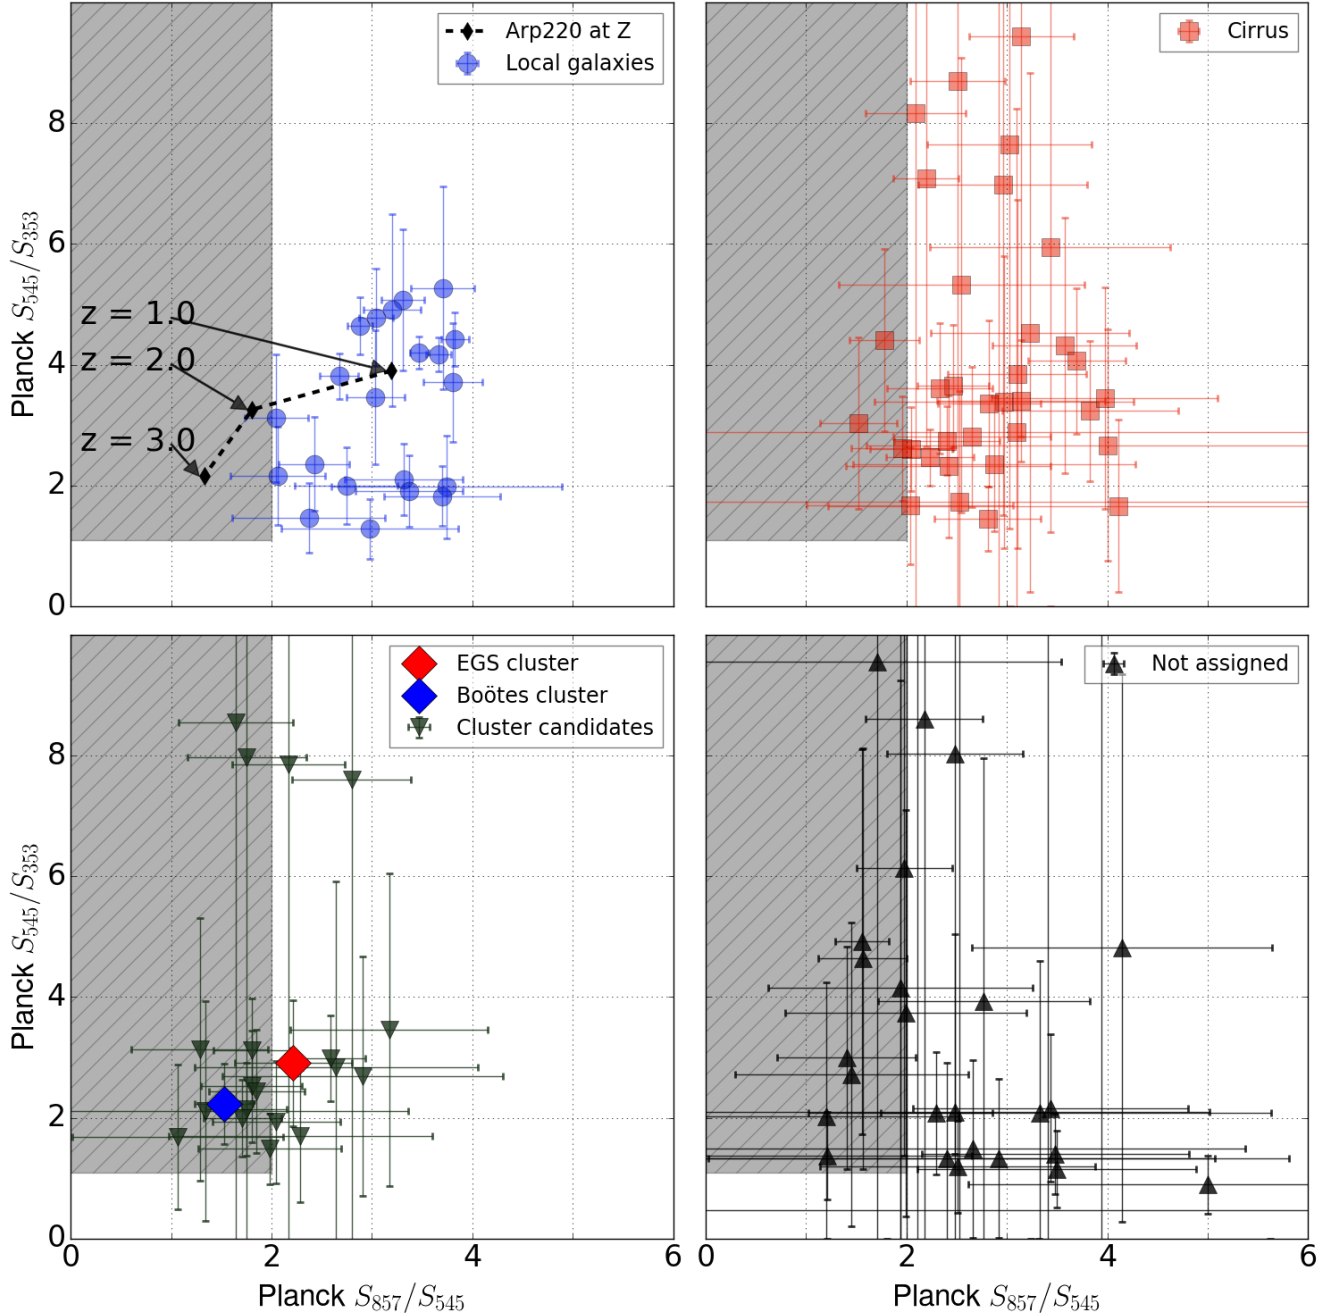 Arp220 at Z
Local galaxies
8
6
4
2
0
Planck S545/S353
z = 1.0
z = 2.0
z = 3.0
Cirrus
EGS cluster
Boötes cluster
Cluster candidates
8
6
4
2
0
Planck S545/S353
0 2 4 6
Planck S857/S545
Not assigned
0 2 4 6
Planck S857/S545